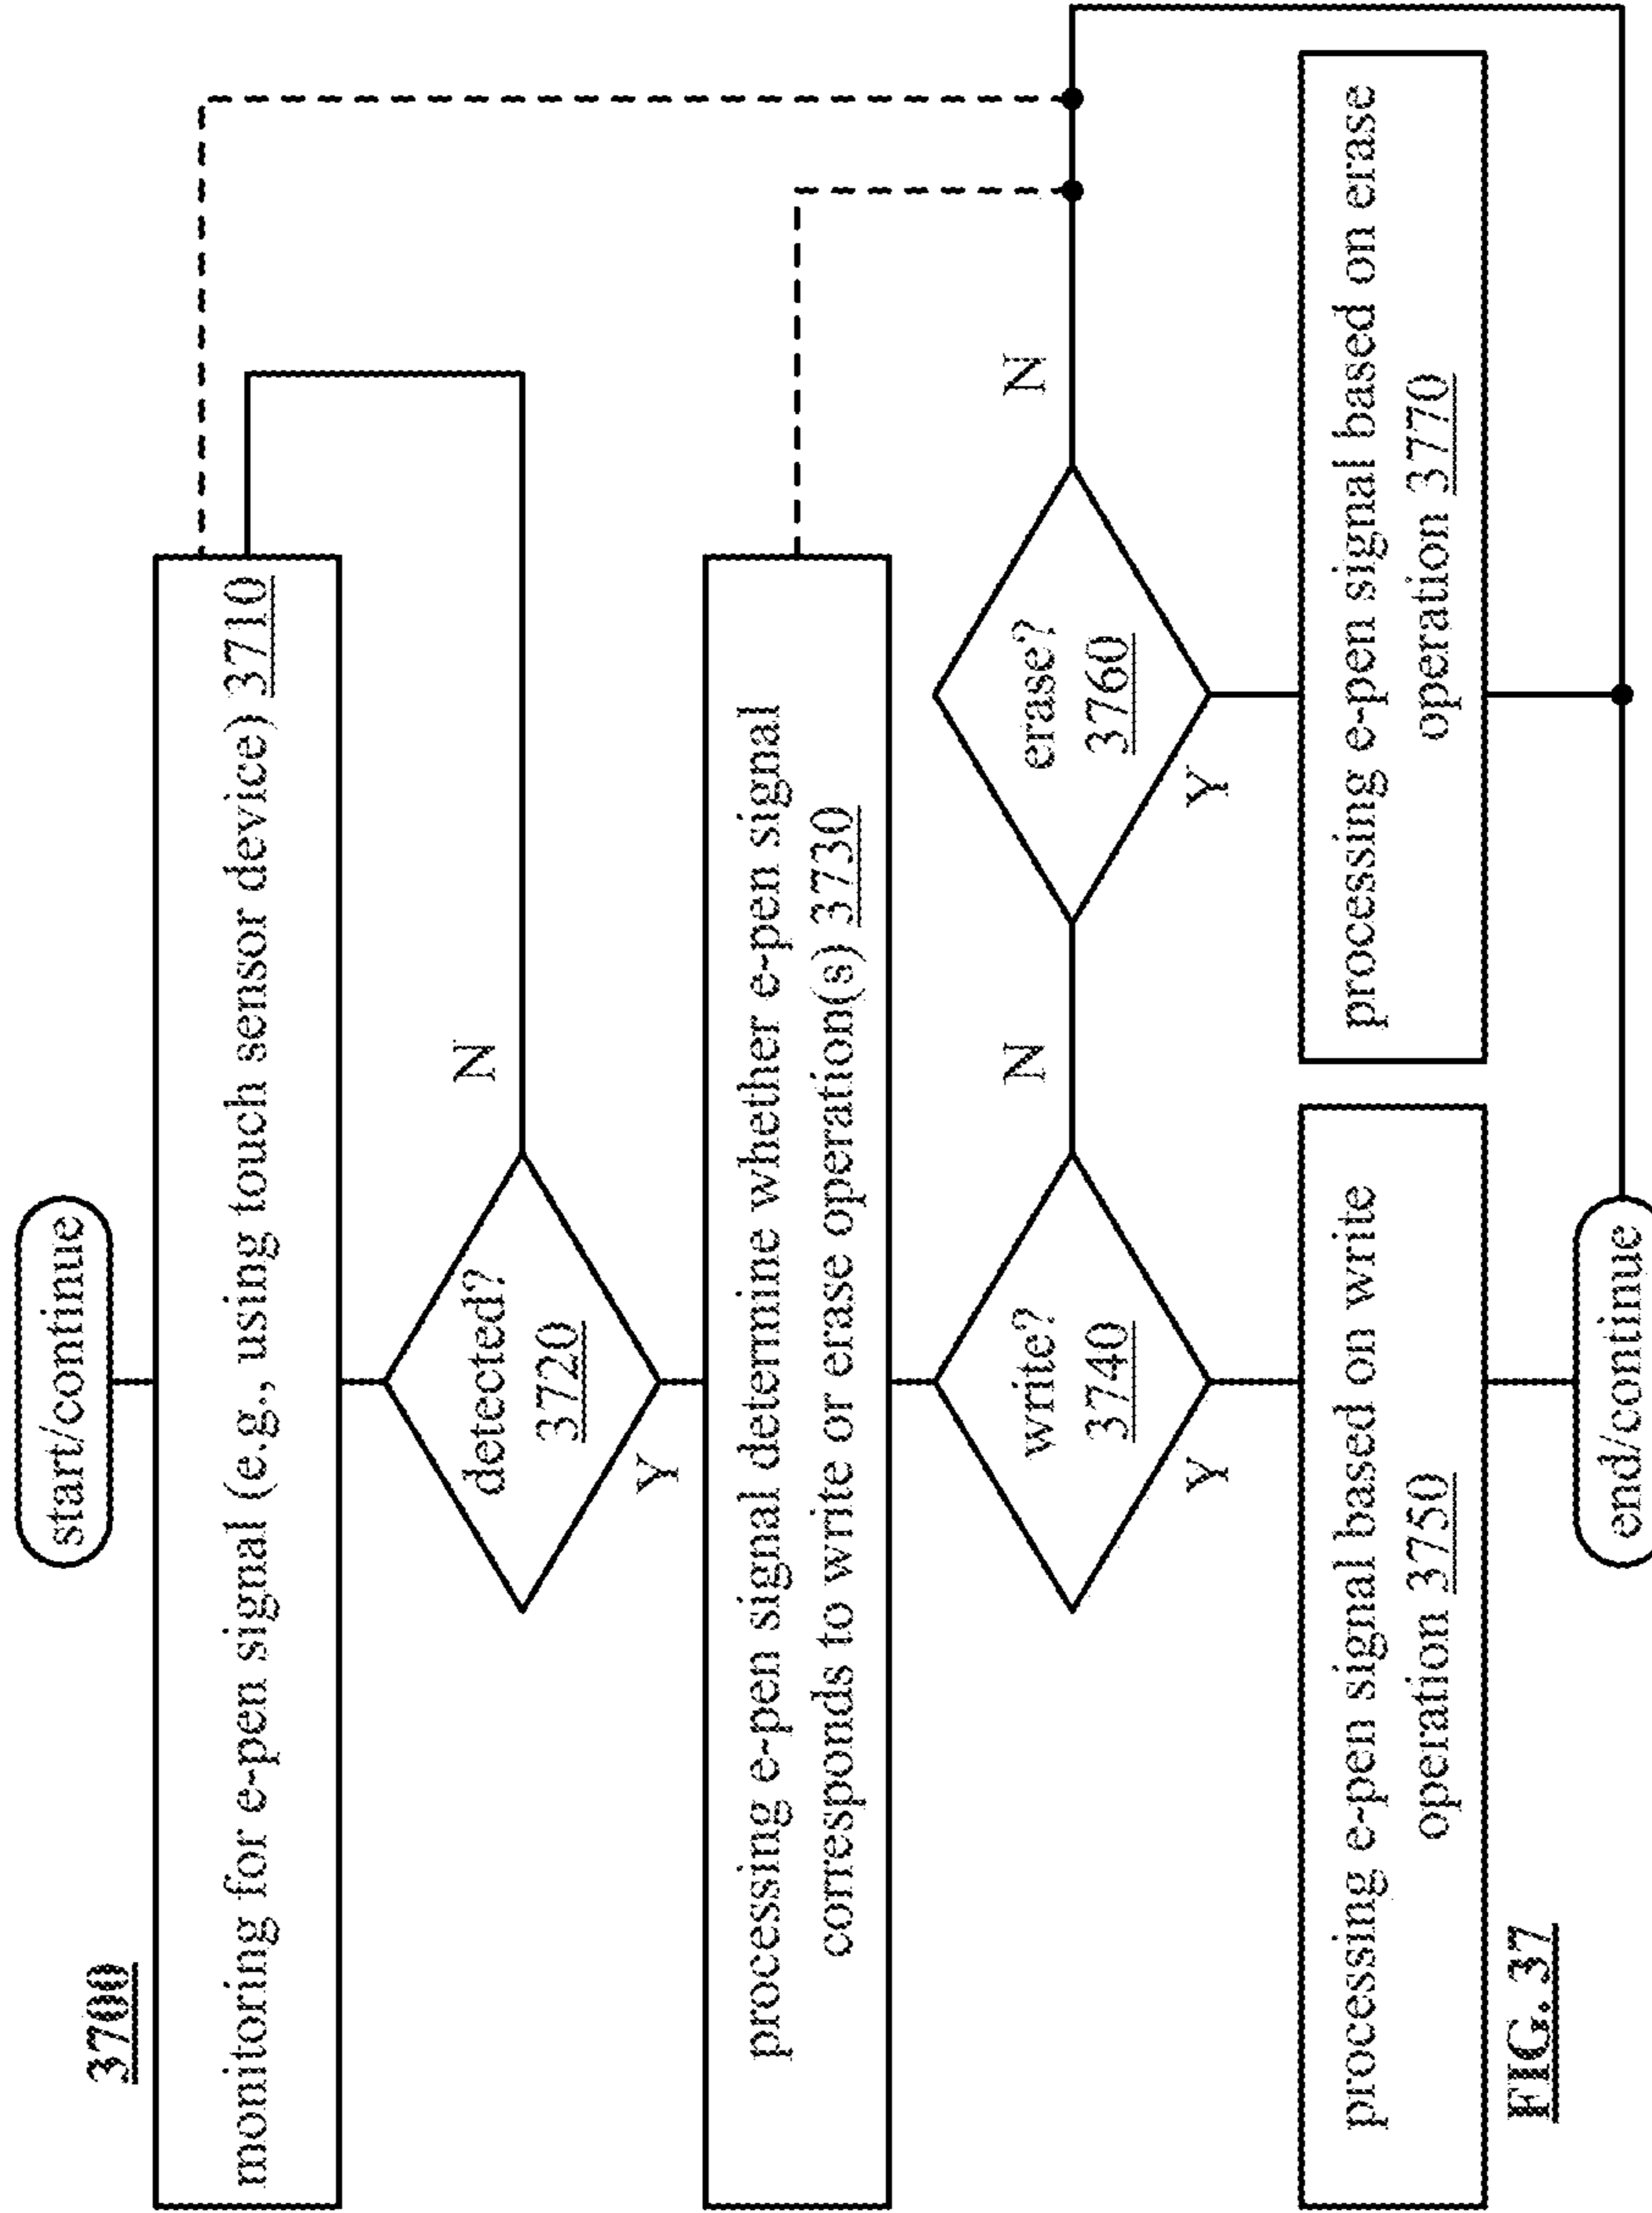 3700
start/continue
monitoring for e-pen signal (e.g., using touch sensor device) 3710
detected?
3720
N
Y
processing e-pen signal determine whether e-pen signal
corresponds to write or erase operation(s) 3730
write?
3740
N
Y
erase?
3760
N
Y
processing e-pen signal based on write
operation 3750
processing e-pen signal based on erase
operation 3770
end/continue
FIG. 37